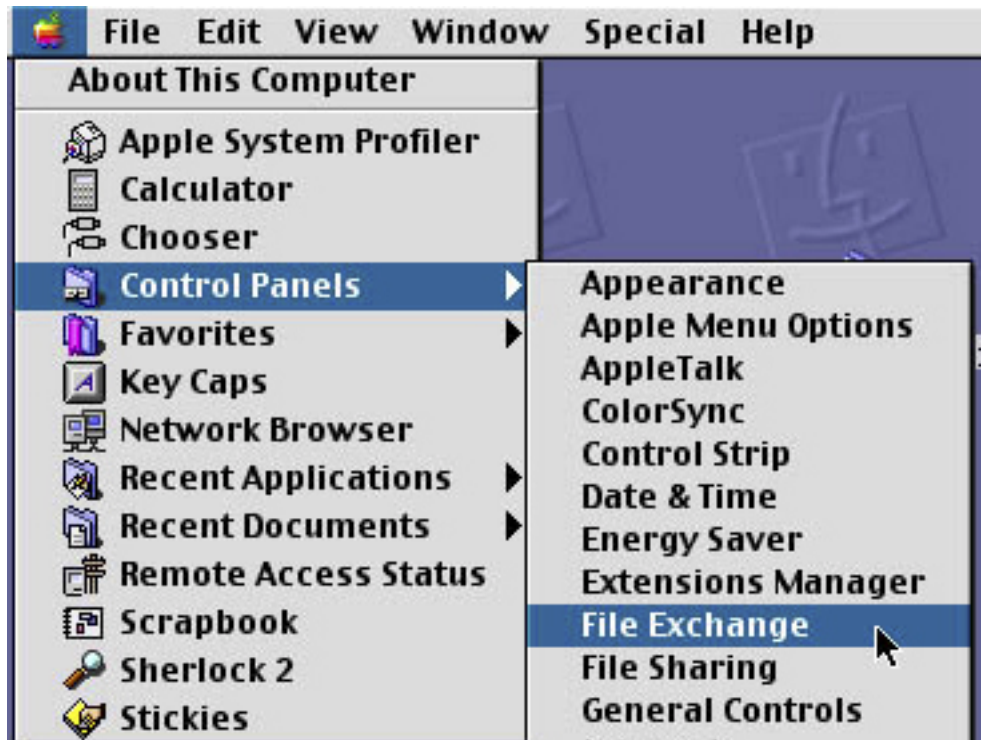 File Edit View Window Special Help
About This Computer
Apple System Profiler
Calculator
Chooser
Control Panels
Favorites
Key Caps
Network Browser
Recent Applications
Recent Documents
Remote Access Status
Scrapbook
Sherlock 2
Stickies
Appearance
Apple Menu Options
AppleTalk
ColorSync
Control Strip
Date & Time
Energy Saver
Extensions Manager
File Exchange
File Sharing
General Controls